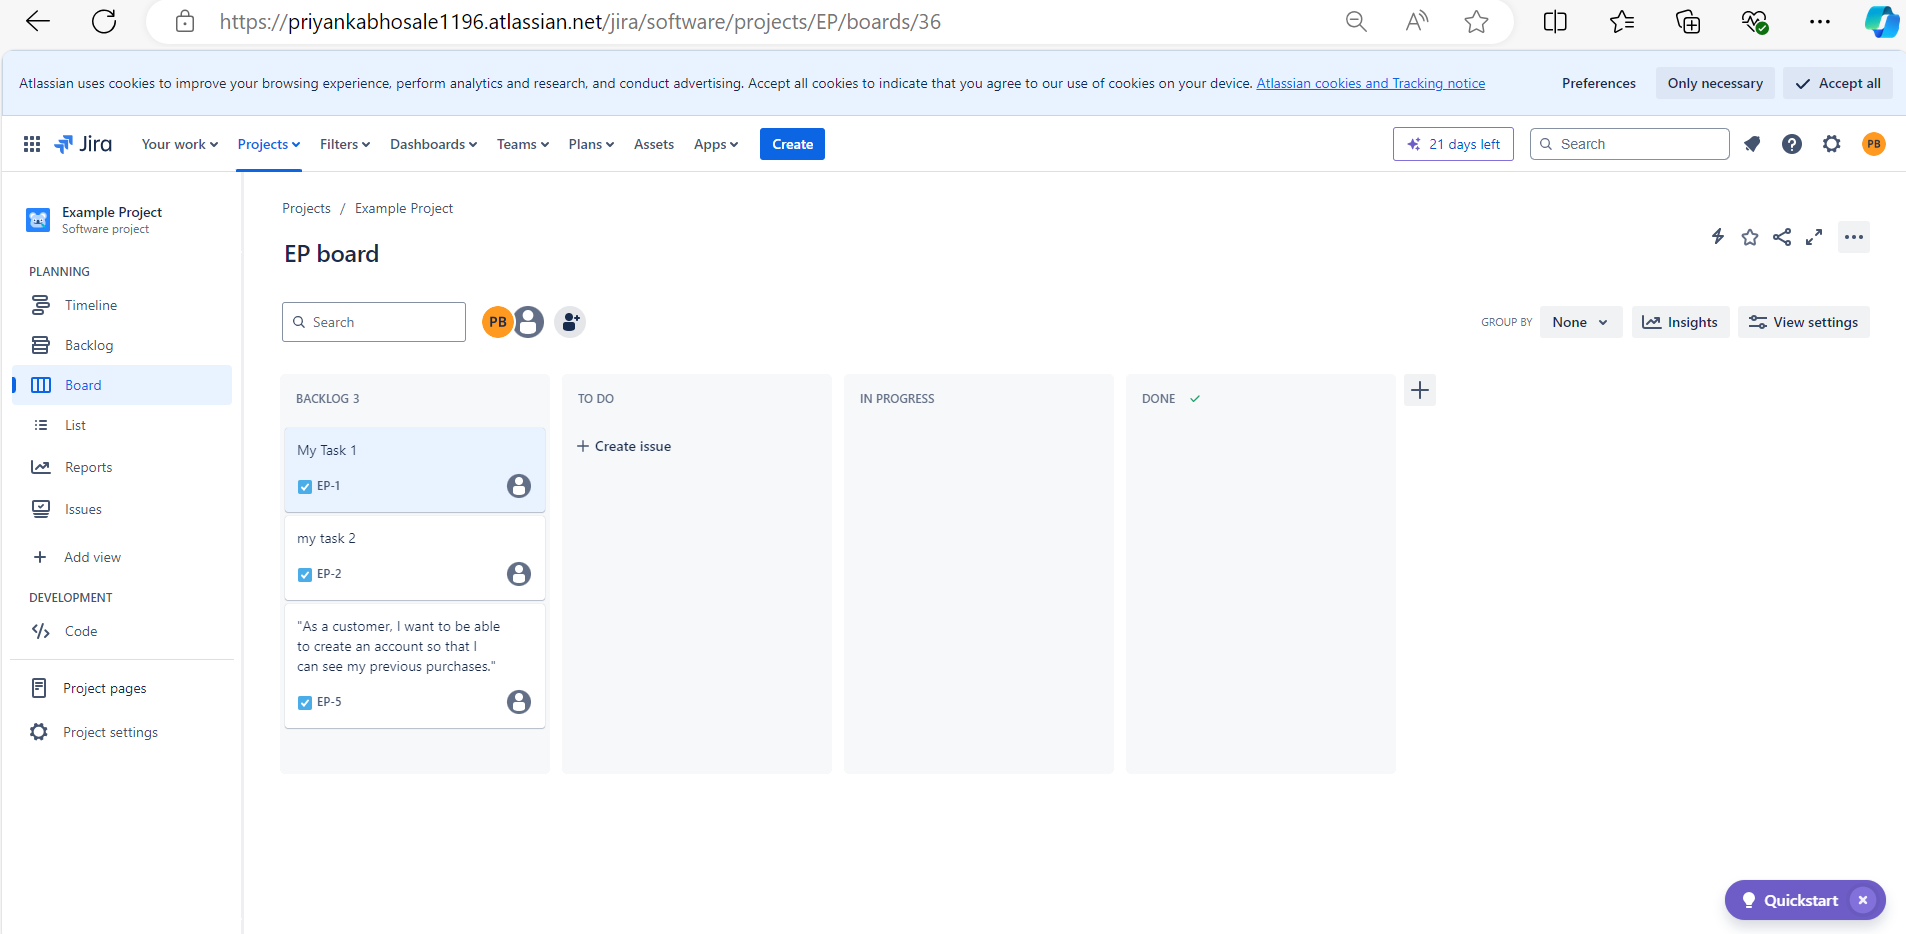 https://priyankabhosale1196.atlassian.net/jira/software/projects/EP/boards/36
Atlassian uses cookies to improve your browsing experience, perform analytics and research, and conduct advertising. Accept all cookies to indicate that you agree to our use of cookies on your device. Atlassian cookies and Tracking notice
Preferences
Only necessary
Accept all
Jira
Your work
Projects
Filters
Dashboards
Teams
Plans
Assets
Apps
Create
21 days left
Search
PB
Example Project
Software project
PLANNING
Timeline
Backlog
Board
List
Reports
Issues
Add view
DEVELOPMENT
Code
Project pages
Project settings
Projects / Example Project
EP board
Search
PB
GROUP BY
None
Insights
View settings
BACKLOG 3
My Task 1
EP-1
my task 2
EP-2
"As a customer, I want to be able
to create an account so that I
can see my previous purchases."
EP-5
TO DO
Create issue
IN PROGRESS
DONE
Quickstart